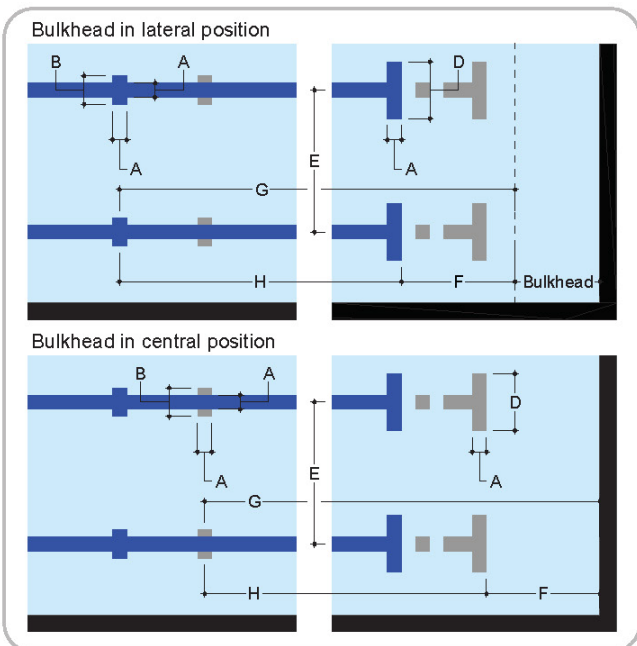 Bulkhead in lateral position
B A D
A E A
G
H F Bulkhead
Bulkhead in central position
B A
D
E
A A
G
H F